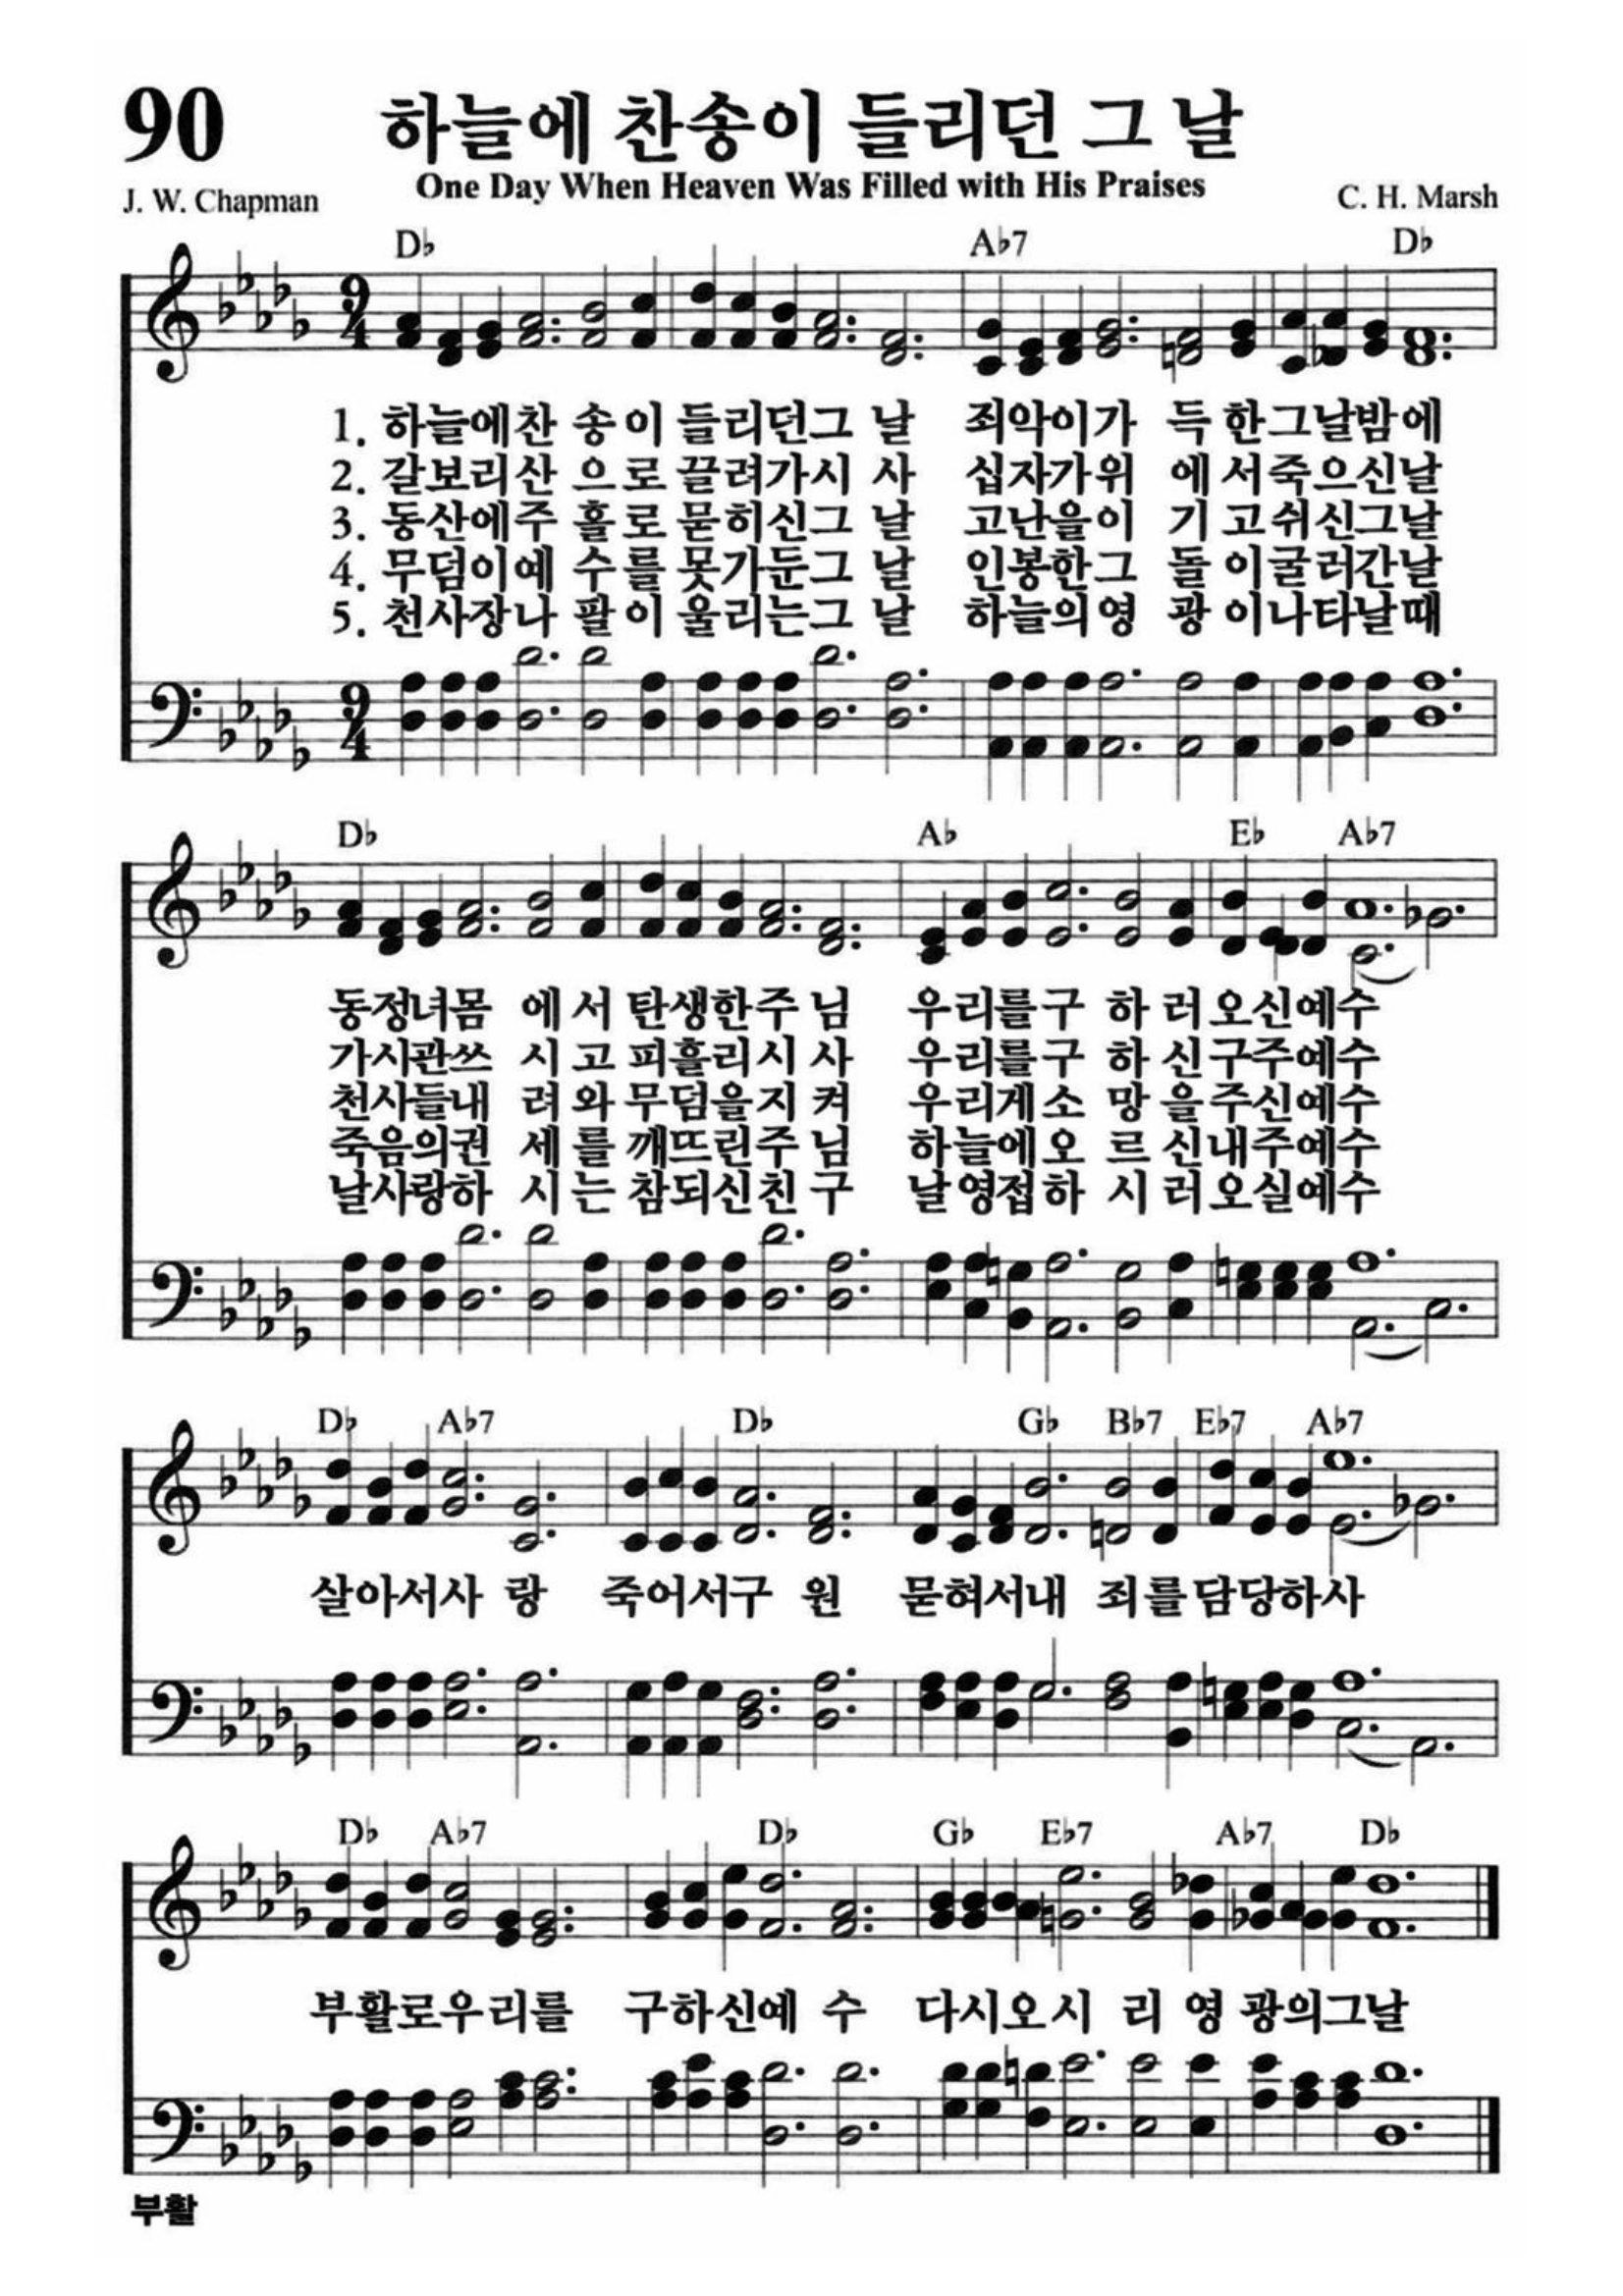 90 하늘에 찬송이 들리던 그 날
One Day When Heaven Was Filled with His Praises
J. W. Chapman C. H. Marsh
D♭ A♭7 D♭
9/4
1. 하늘에찬 송이 들리던그 날 죄악이가 득한그날밤에
2. 갈보리산 으로 끌려가시 사 십자가위 에서죽으신날
3. 동산에주 홀로 묻히신그 날 고난을이 기고쉬신그날
4. 무덤이예 수를 못가둔그 날 인봉한그 돌이굴러간날
5. 천사장나 팔이 울리는그 날 하늘의영 광이나타날때
9/4
D♭ A♭ E♭ A♭7
동정녀몸 에서 탄생한주 님 우리를구 하러오신예수
가시관쓰 시고 피흘리시 사 우리를구 하신구주예수
천사들내 려와 무덤을지 켜 우리게소 망을주신예수
죽음의권 세를 깨뜨린주 님 하늘에오 르신내주예수
날사랑하 시는 참되신친 구 날영접하 시러오실예수
D♭ A♭7 D♭ G♭ B♭7 E♭7 A♭7
살아서사 랑 죽어서구 원 묻혀서내 죄를담당하사
D♭ A♭7 D♭ G♭ E♭7 A♭7 D♭
부활로우리를 구하신예 수 다시오시 리 영 광의그날
부활